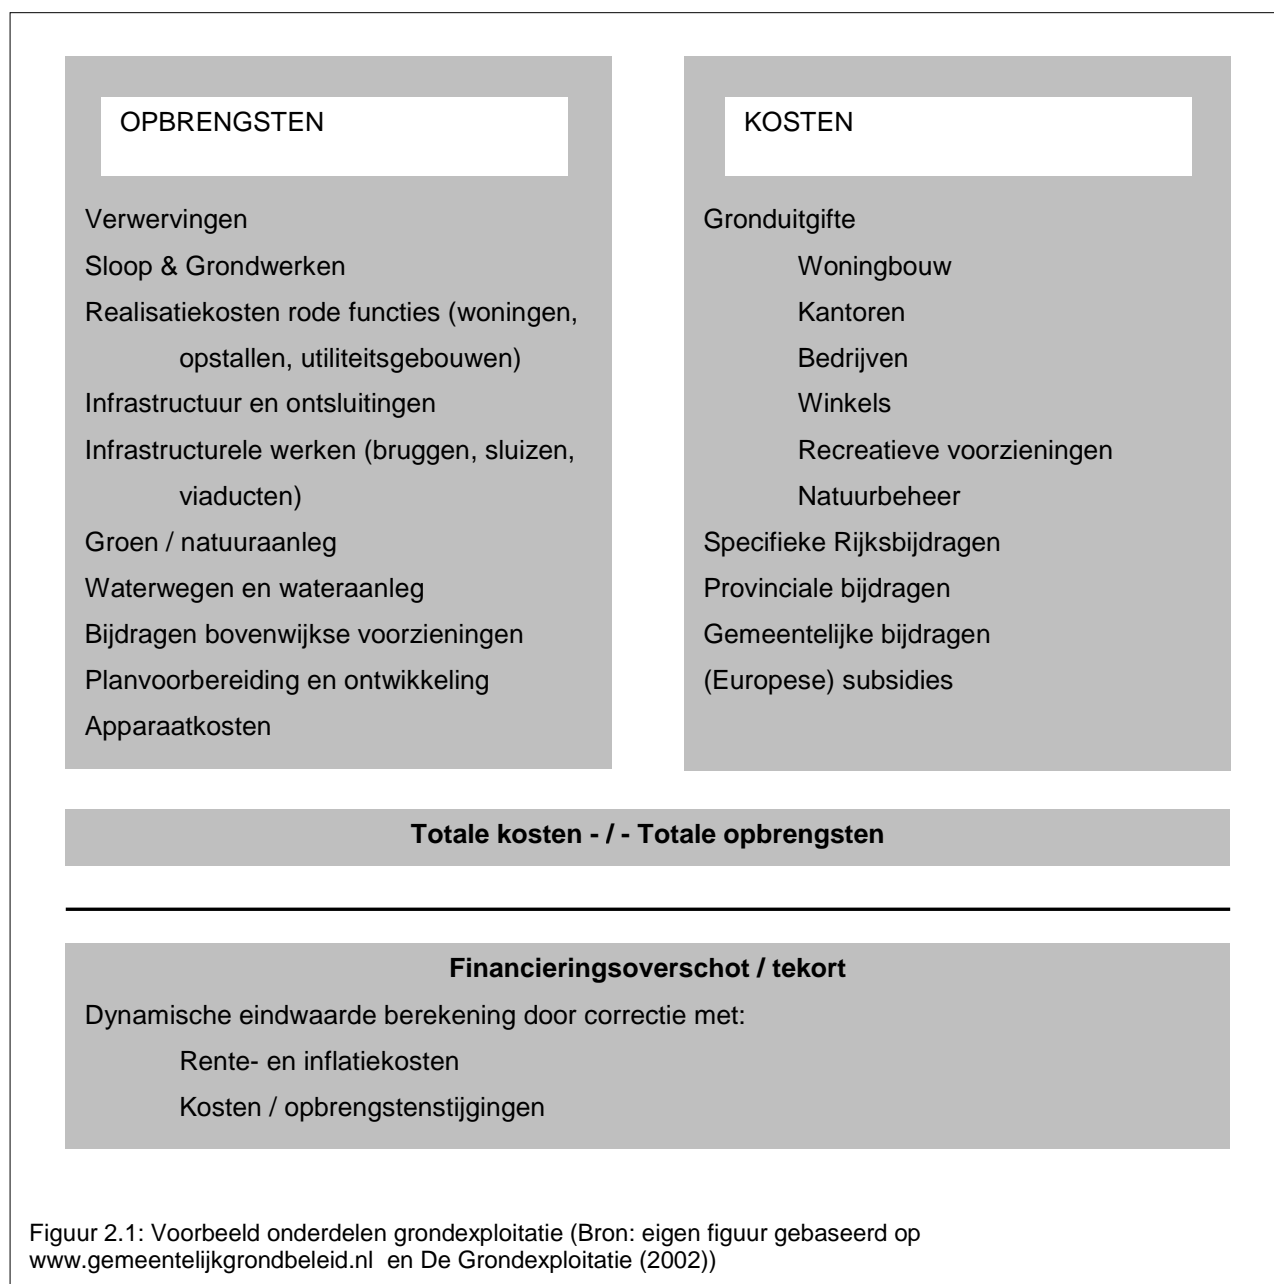 OPBRENGSTEN
Verwervingen
Sloop & Grondwerken
Realisatiekosten rode functies (woningen,
opstallen, utiliteitsgebouwen)
Infrastructuur en ontsluitingen
Infrastructurele werken (bruggen, sluizen,
viaducten)
Groen / natuuraanleg
Waterwegen en wateraanleg
Bijdragen bovenwijkse voorzieningen
Planvoorbereiding en ontwikkeling
Apparaatkosten
KOSTEN
Gronduitgifte
Woningbouw
Kantoren
Bedrijven
Winkels
Recreatieve voorzieningen
Natuurbeheer
Specifieke Rijksbijdragen
Provinciale bijdragen
Gemeentelijke bijdragen
(Europese) subsidies
Totale kosten - / - Totale opbrengsten
Financieringsoverschot / tekort
Dynamische eindwaarde berekening door correctie met:
Rente- en inflatiekosten
Kosten / opbrengstenstijgingen
Figuur 2.1: Voorbeeld onderdelen grondexploitatie (Bron: eigen figuur gebaseerd op
www.gemeentelijkgrondbeleid.nl en De Grondexploitatie (2002))